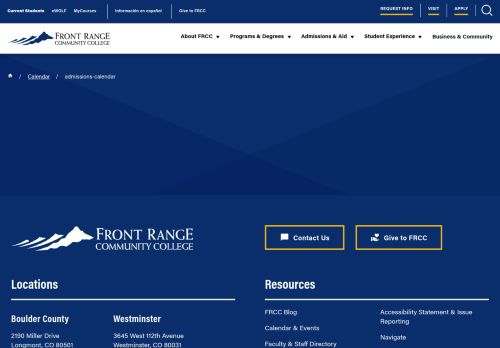 Current Students eWOLF MyCourses Información en español Give to FRCC REQUEST INFO VISIT APPLY
FRONT RANGE
COMMUNITY COLLEGE
About FRCC Programs & Degrees Admissions & Aid Student Experience Business & Community
/ Calendar / admissions-calendar
FRONT RANGE
COMMUNITY COLLEGE
Contact Us Give to FRCC
Locations
Boulder County
2190 Miller Drive
Longmont, CO 80501
Westminster
3645 West 112th Avenue
Westminster, CO 80031
Resources
FRCC Blog
Calendar & Events
Faculty & Staff Directory
Accessibility Statement & Issue
Reporting
Navigate